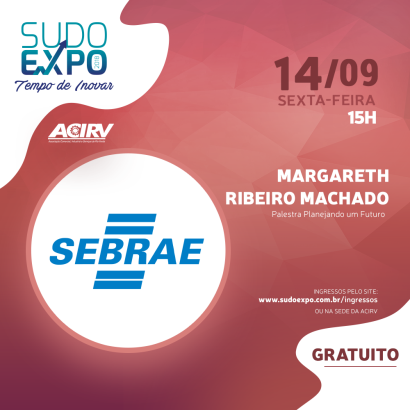 SUDO
EXPO
Tempo de Inovar
14/09
SEXTA-FEIRA
15H
ACIRV
MARGARETH
RIBEIRO MACHADO
Palestra Planejando um Futuro
SEBRAE
INGRESSOS PELO SITE:
www.sudoexpo.com.br/ingressos
OU NA SEDE DA ACIRV
GRATUITO